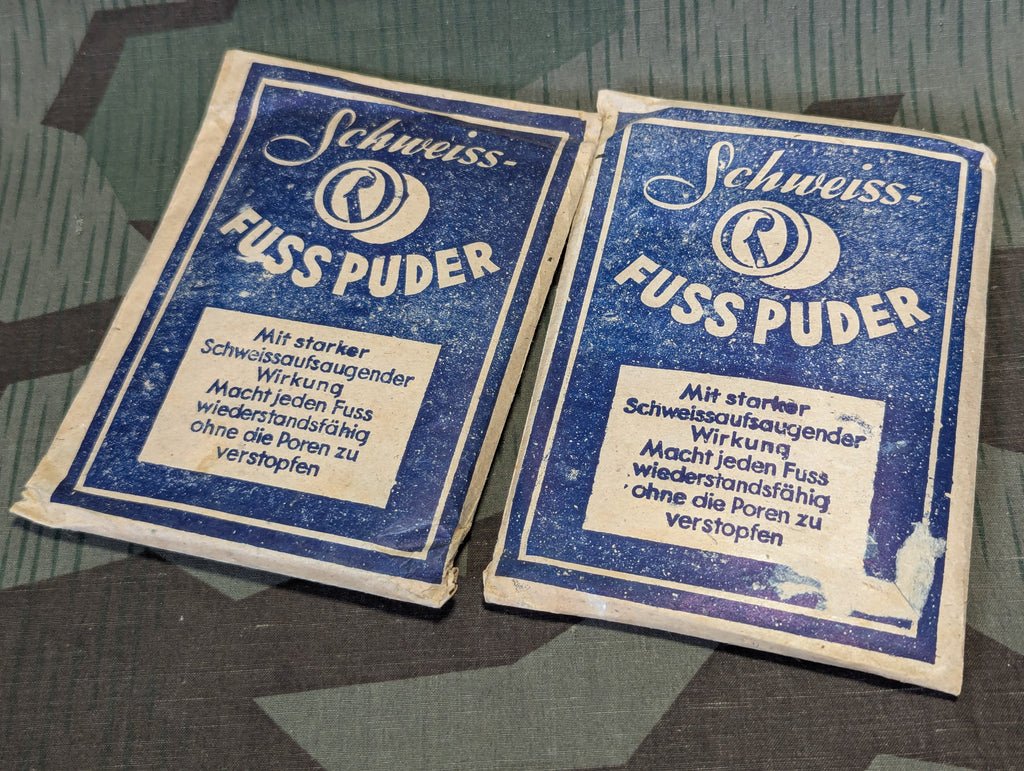 Schweiss-
R
FUSS PUDER
Mit starker
Schweissaufsaugender
Wirkung
Macht jeden Fuss
wiederstandsfähig
ohne die Poren zu
verstopfen
Schweiss-
R
FUSS PUDER
Mit starker
Schweissaufsaugender
Wirkung
Macht jeden Fuss
wiederstandsfähig
ohne die Poren zu
verstopfen